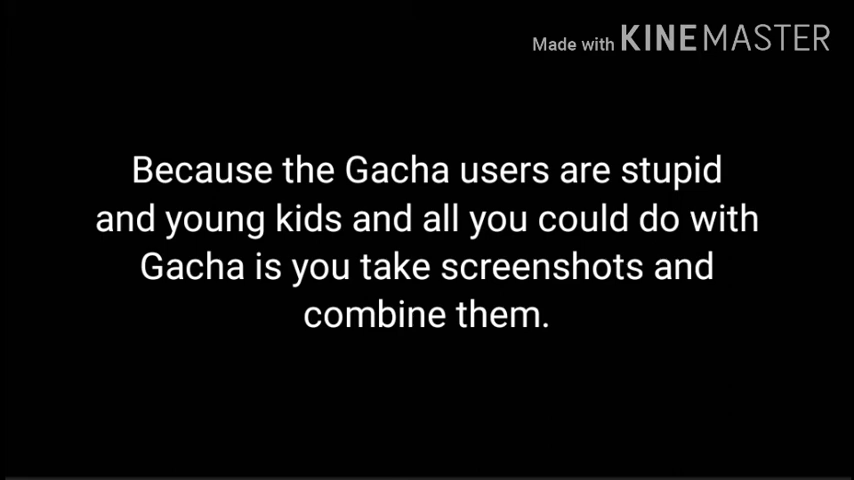 Made with KINEMASTER
Because the Gacha users are stupid
and young kids and all you could do with
Gacha is you take screenshots and
combine them.